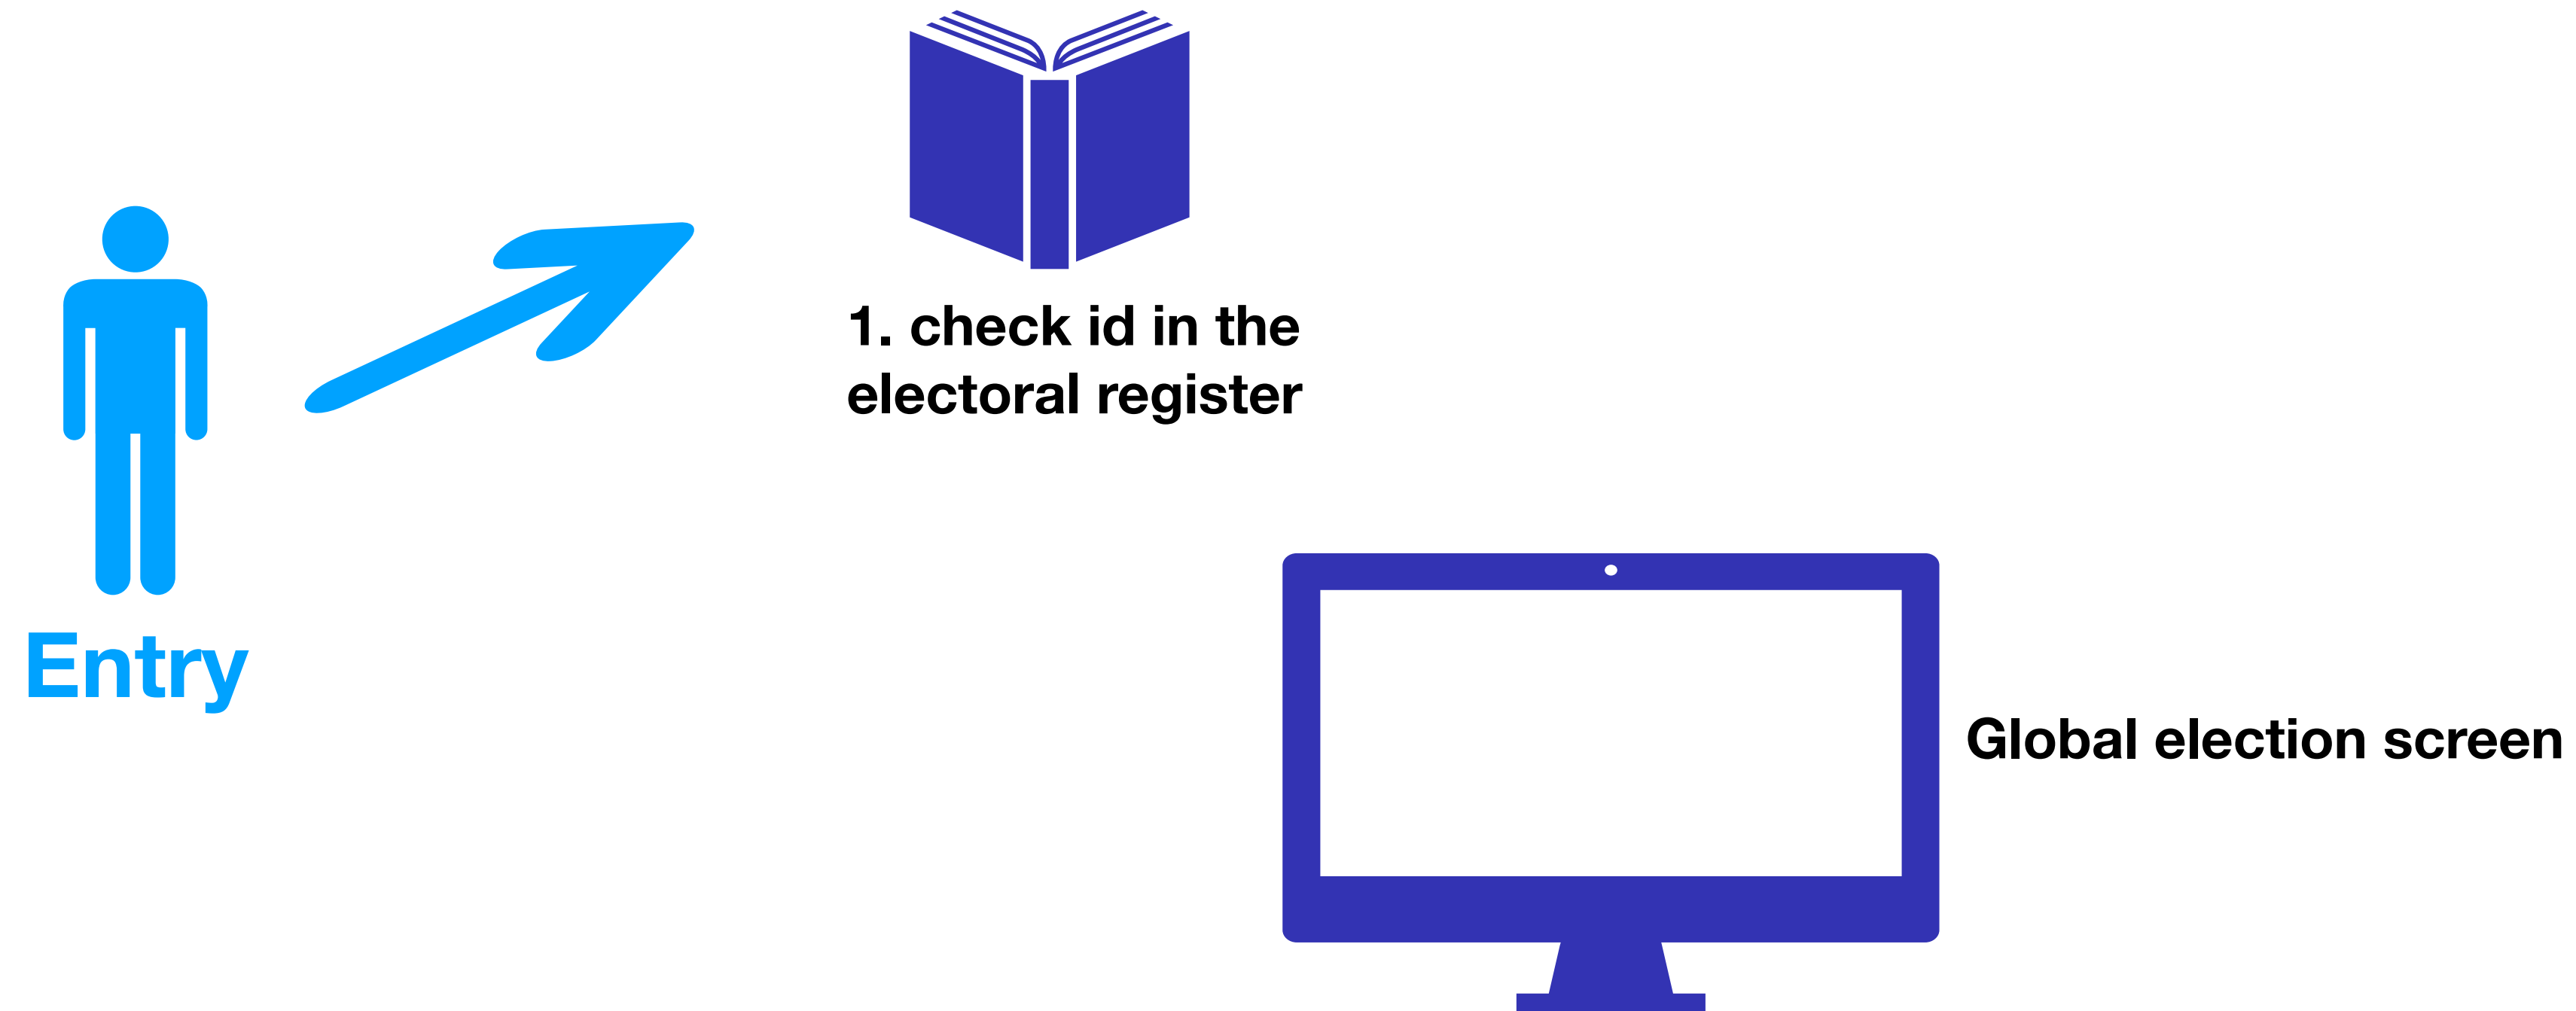 1. check id in the
electoral register
Entry
Global election screen